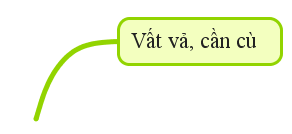 Vất vả, cần cù